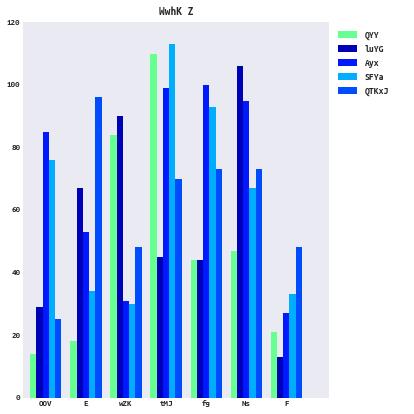 WwhK Z
120
100
80
60
40
20
0
OOV E wZK tMJ fg Ns F
QYY
luYG
Ayx
SFYa
QTKxJ